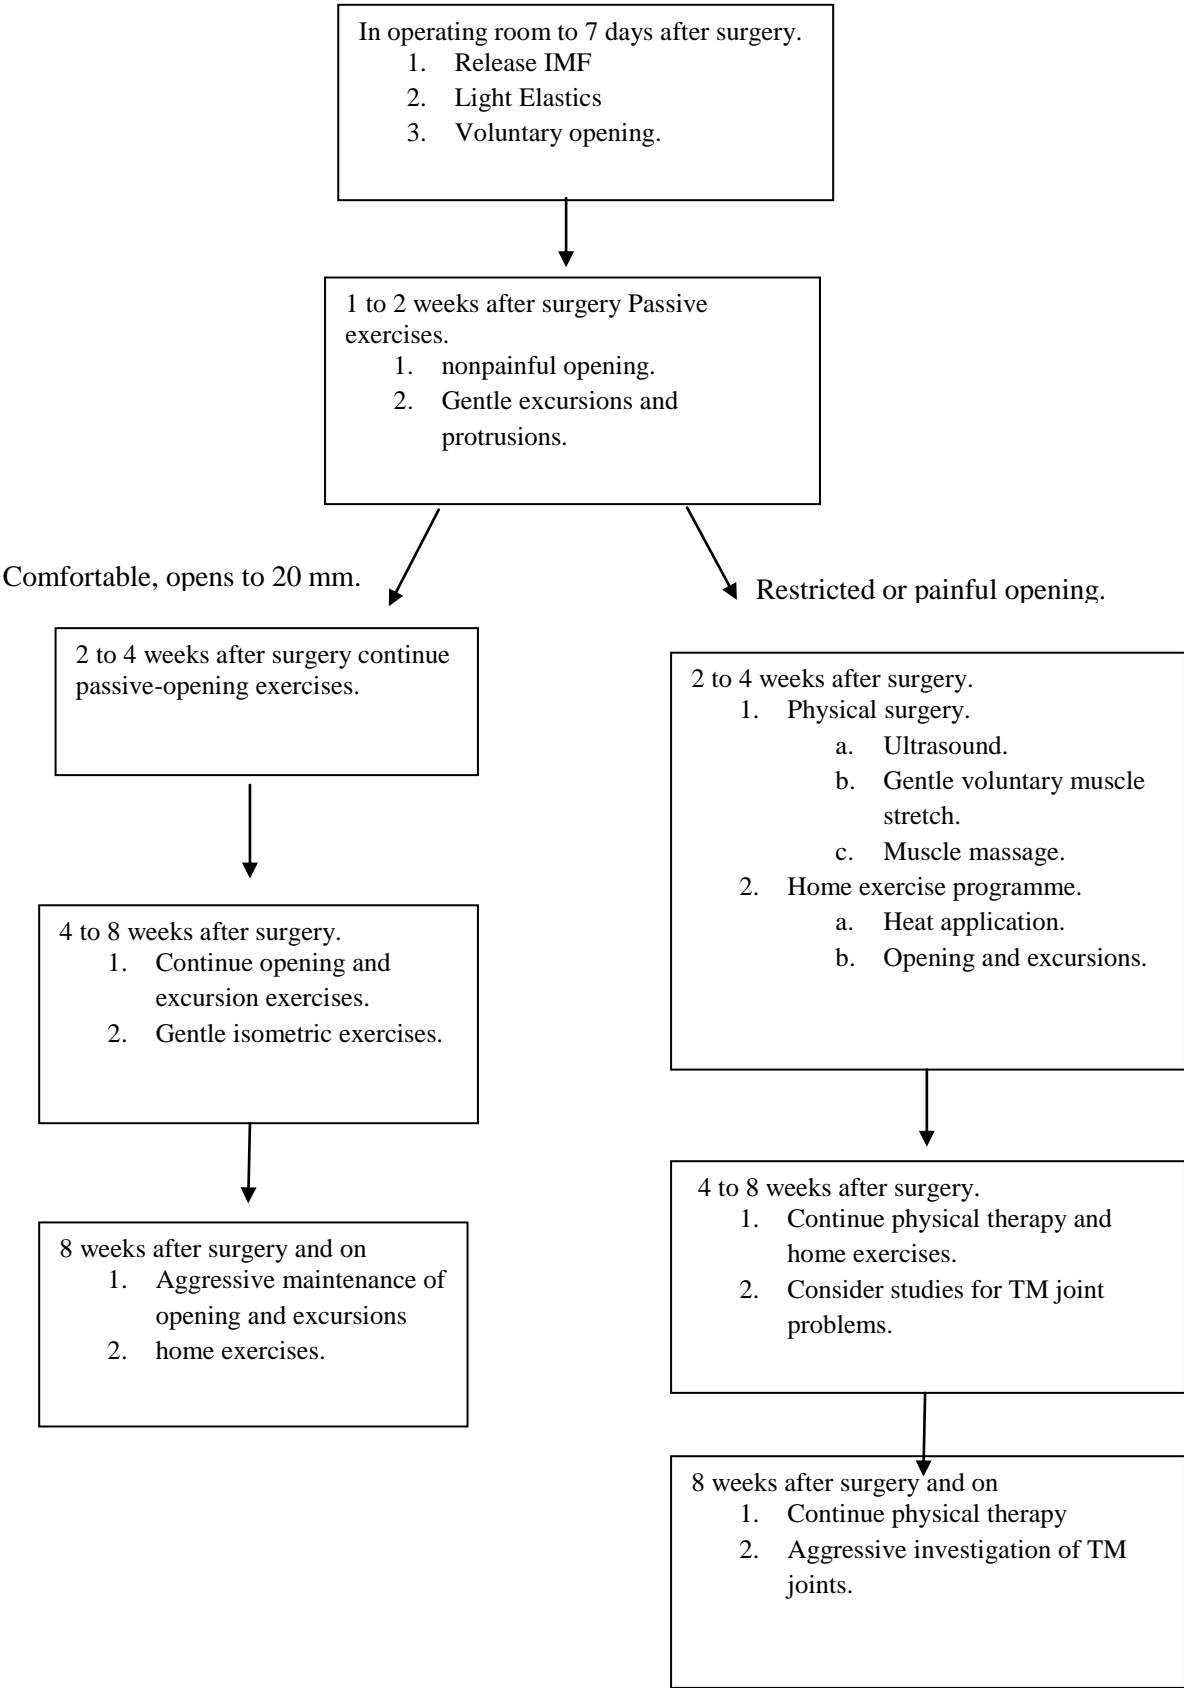 In operating room to 7 days after surgery.
1. Release IMF
2. Light Elastics
3. Voluntary opening.
1 to 2 weeks after surgery Passive
exercises.
1. nonpainful opening.
2. Gentle excursions and
protrusions.
Comfortable, opens to 20 mm.
Restricted or painful opening.
2 to 4 weeks after surgery continue
passive-opening exercises.
4 to 8 weeks after surgery.
1. Continue opening and
excursion exercises.
2. Gentle isometric exercises.
8 weeks after surgery and on
1. Aggressive maintenance of
opening and excursions
2. home exercises.
2 to 4 weeks after surgery.
1. Physical surgery.
a. Ultrasound.
b. Gentle voluntary muscle
stretch.
c. Muscle massage.
2. Home exercise programme.
a. Heat application.
b. Opening and excursions.
4 to 8 weeks after surgery.
1. Continue physical therapy and
home exercises.
2. Consider studies for TM joint
problems.
8 weeks after surgery and on
1. Continue physical therapy
2. Aggressive investigation of TM
joints.